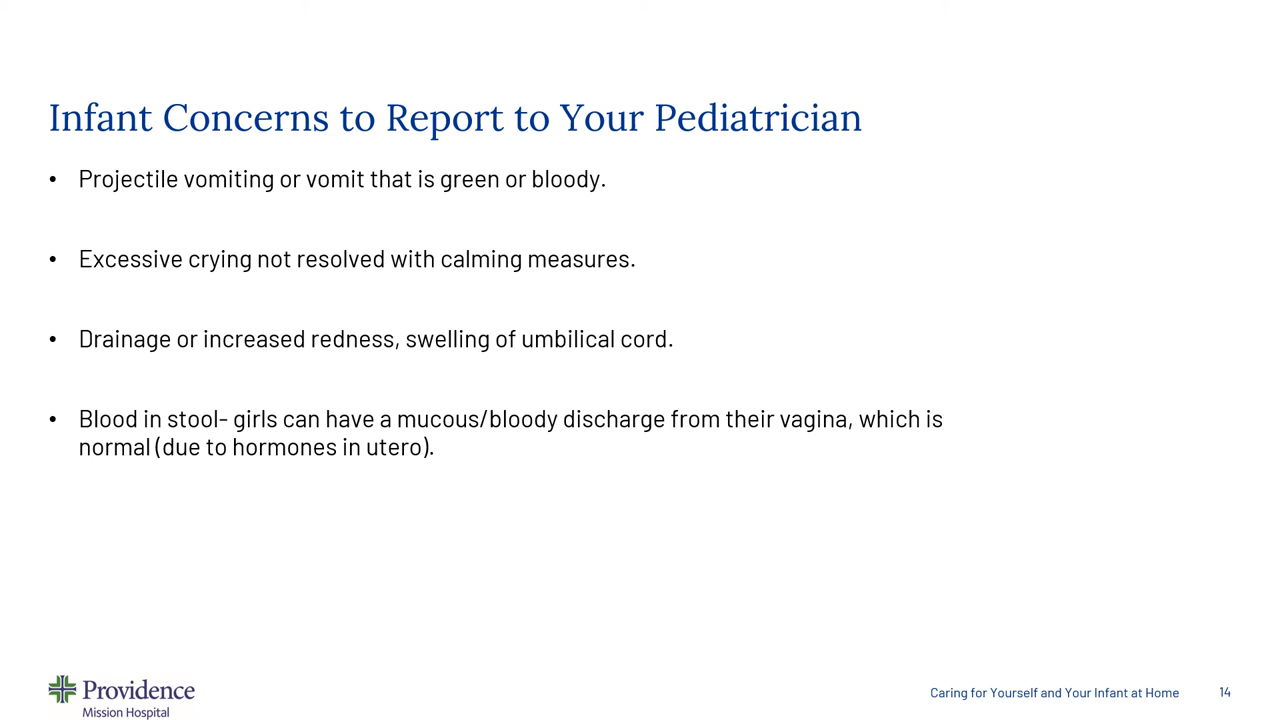 Infant Concerns to Report to Your Pediatrician
• Projectile vomiting or vomit that is green or bloody.
• Excessive crying not resolved with calming measures.
• Drainage or increased redness, swelling of umbilical cord.
• Blood in stool- girls can have a mucous/bloody discharge from their vagina, which is
normal (due to hormones in utero).
Providence
Mission Hospital
Caring for Yourself and Your Infant at Home 14